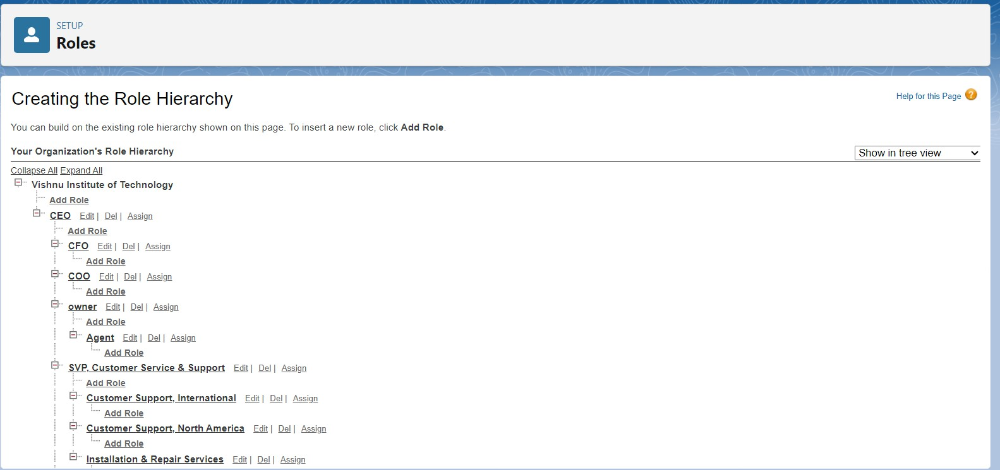 SETUP
Roles
Creating the Role Hierarchy
Help for this Page ?
You can build on the existing role hierarchy shown on this page. To insert a new role, click Add Role.
Your Organization's Role Hierarchy
Show in tree view
Collapse All Expand All
Vishnu Institute of Technology
Add Role
CEO Edit | Del | Assign
Add Role
CFO Edit | Del | Assign
Add Role
COO Edit | Del | Assign
Add Role
owner Edit | Del | Assign
Add Role
Agent Edit | Del | Assign
Add Role
SVP, Customer Service & Support Edit | Del | Assign
Add Role
Customer Support, International Edit | Del | Assign
Add Role
Customer Support, North America Edit | Del | Assign
Add Role
Installation & Repair Services Edit | Del | Assign